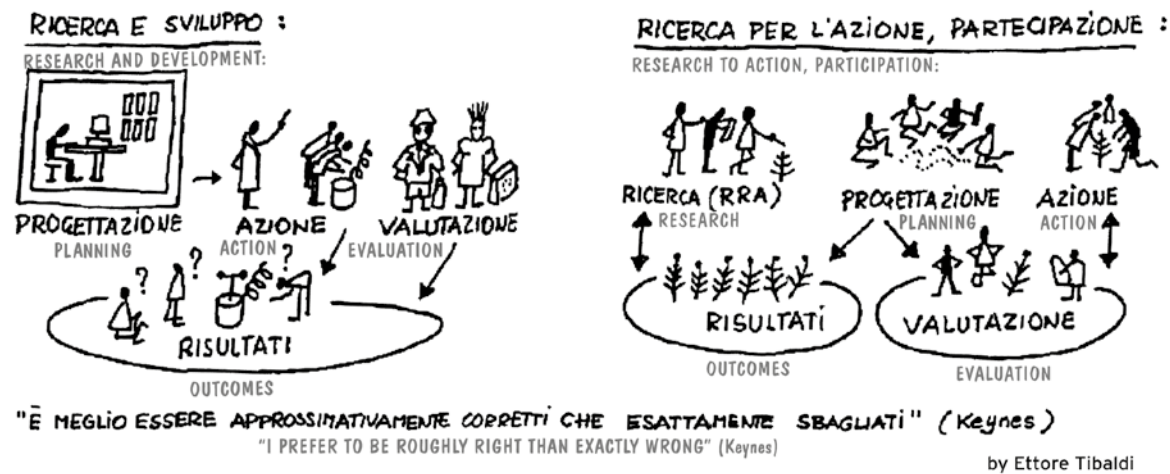 RICERCA E SVILUPPO :
RESEARCH AND DEVELOPMENT:
PROGETTAZIONE
PLANNING
AZIONE
ACTION
VALUTAZIONE
EVALUATION
? ? ?
RISULTATI
OUTCOMES
RICERCA PER L'AZIONE, PARTECIPAZIONE :
RESEARCH TO ACTION, PARTICIPATION:
RICERCA (RRA)
RESEARCH
PROGETTAZIONE
PLANNING
AZIONE
ACTION
RISULTATI
OUTCOMES
VALUTAZIONE
EVALUATION
"È MEGLIO ESSERE APPROSSIMATIVAMENTE CORRETTI CHE ESATTAMENTE SBAGLIATI" (Keynes)
"I PREFER TO BE ROUGHLY RIGHT THAN EXACTLY WRONG" (Keynes)
by Ettore Tibaldi